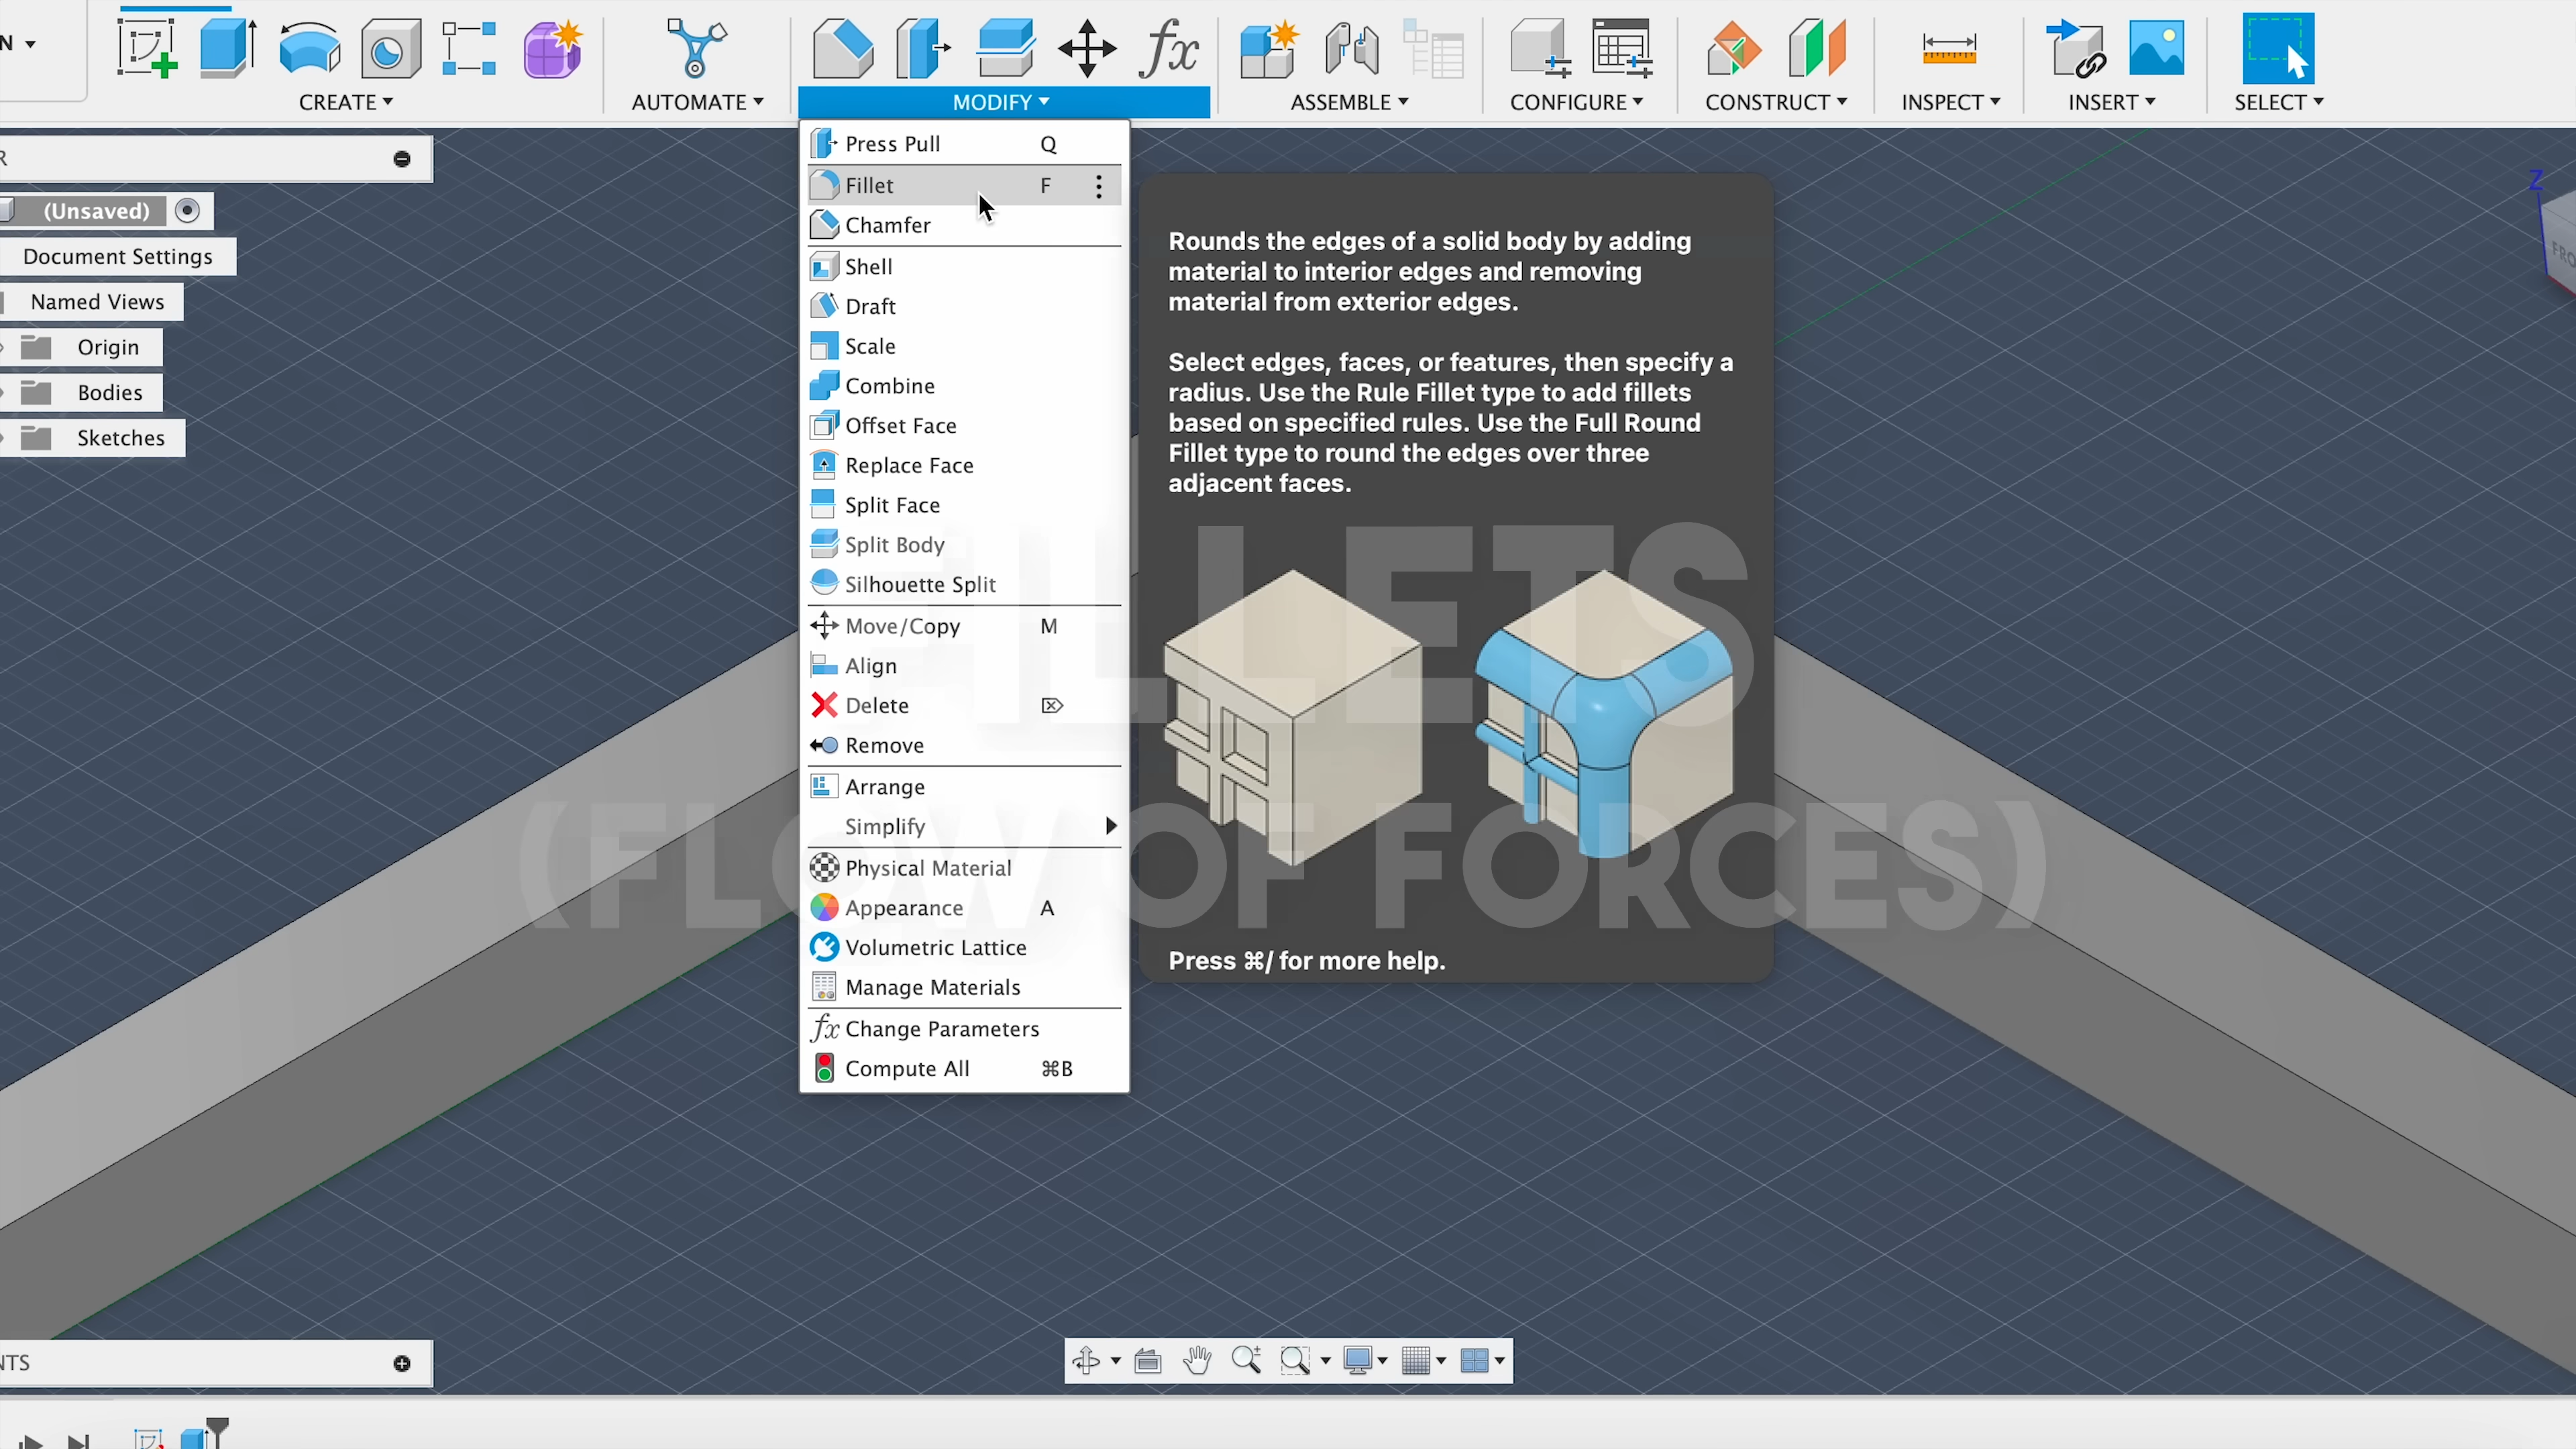 N
CREATE
AUTOMATE
MODIFY
ASSEMBLE
CONFIGURE
CONSTRUCT
INSPECT
INSERT
SELECT
R
(Unsaved)
Document Settings
Named Views
Origin
Bodies
Sketches
Press Pull Q
Fillet F
Chamfer
Shell
Draft
Scale
Combine
Offset Face
Replace Face
Split Face
Split Body
Silhouette Split
Move/Copy M
Align
Delete
Remove
Arrange
Simplify
Physical Material
Appearance A
Volumetric Lattice
Manage Materials
fx Change Parameters
Compute All ⌘B
Rounds the edges of a solid body by adding
material to interior edges and removing
material from exterior edges.
Select edges, faces, or features, then specify a
radius. Use the Rule Fillet type to add fillets
based on specified rules. Use the Full Round
Fillet type to round the edges over three
adjacent faces.
Press ⌘/ for more help.
FILLETS
(FLOW OF FORCES)
fx
Z
FRO
NTS